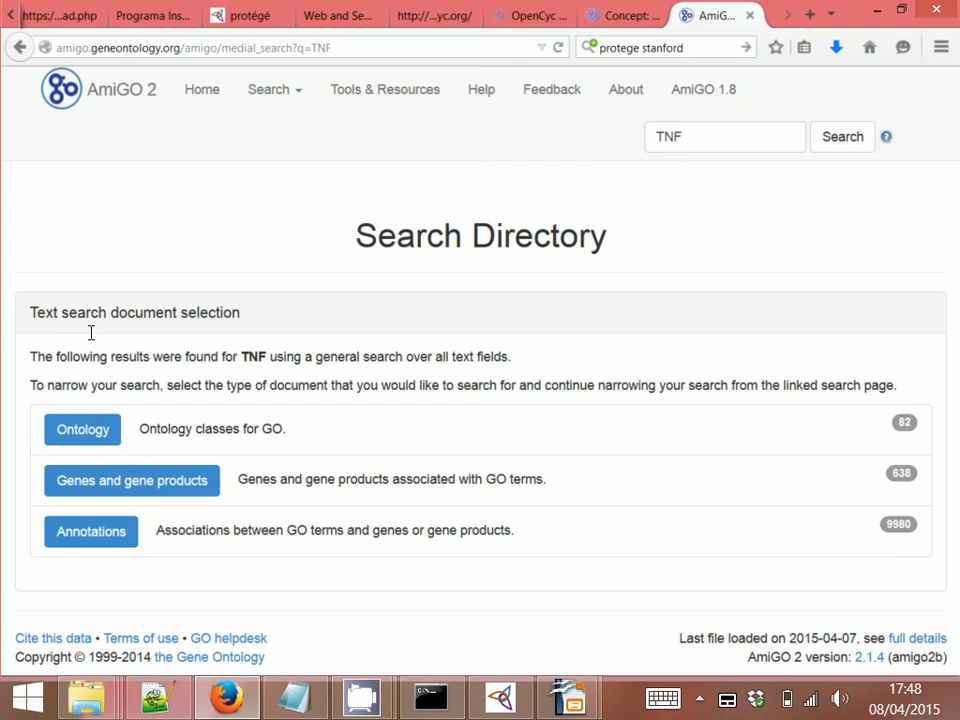 https:/...ad.php
Programa Ins...
protégé
Web and Se...
http://...yc.org/
OpenCyc ...
Concept: ...
AmiG...
amigo.geneontology.org/amigo/medial_search?q=TNF
protege stanford
AmiGO 2
Home
Search
Tools & Resources
Help
Feedback
About
AmiGO 1.8
TNF
Search
Search Directory
Text search document selection
The following results were found for TNF using a general search over all text fields.
To narrow your search, select the type of document that you would like to search for and continue narrowing your search from the linked search page.
Ontology
Ontology classes for GO.
82
Genes and gene products
Genes and gene products associated with GO terms.
638
Annotations
Associations between GO terms and genes or gene products.
9980
Cite this data • Terms of use • GO helpdesk
Copyright © 1999-2014 the Gene Ontology
Last file loaded on 2015-04-07, see full details
AmiGO 2 version: 2.1.4 (amigo2b)
17:48
08/04/2015